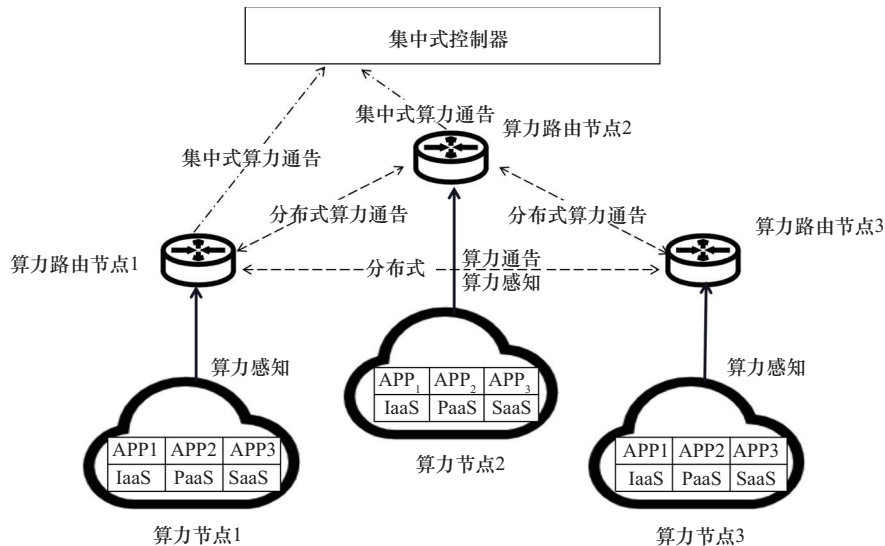 集中式控制器
集中式算力通告
算力路由节点2
集中式算力通告
分布式算力通告
分布式算力通告
算力路由节点3
算力路由节点1
分布式 算力通告
算力感知
算力感知
算力感知
APP1 APP2 APP3
IaaS PaaS SaaS
算力节点2
APP1 APP2 APP3
IaaS PaaS SaaS
APP1 APP2 APP3
IaaS PaaS SaaS
算力节点1
算力节点3